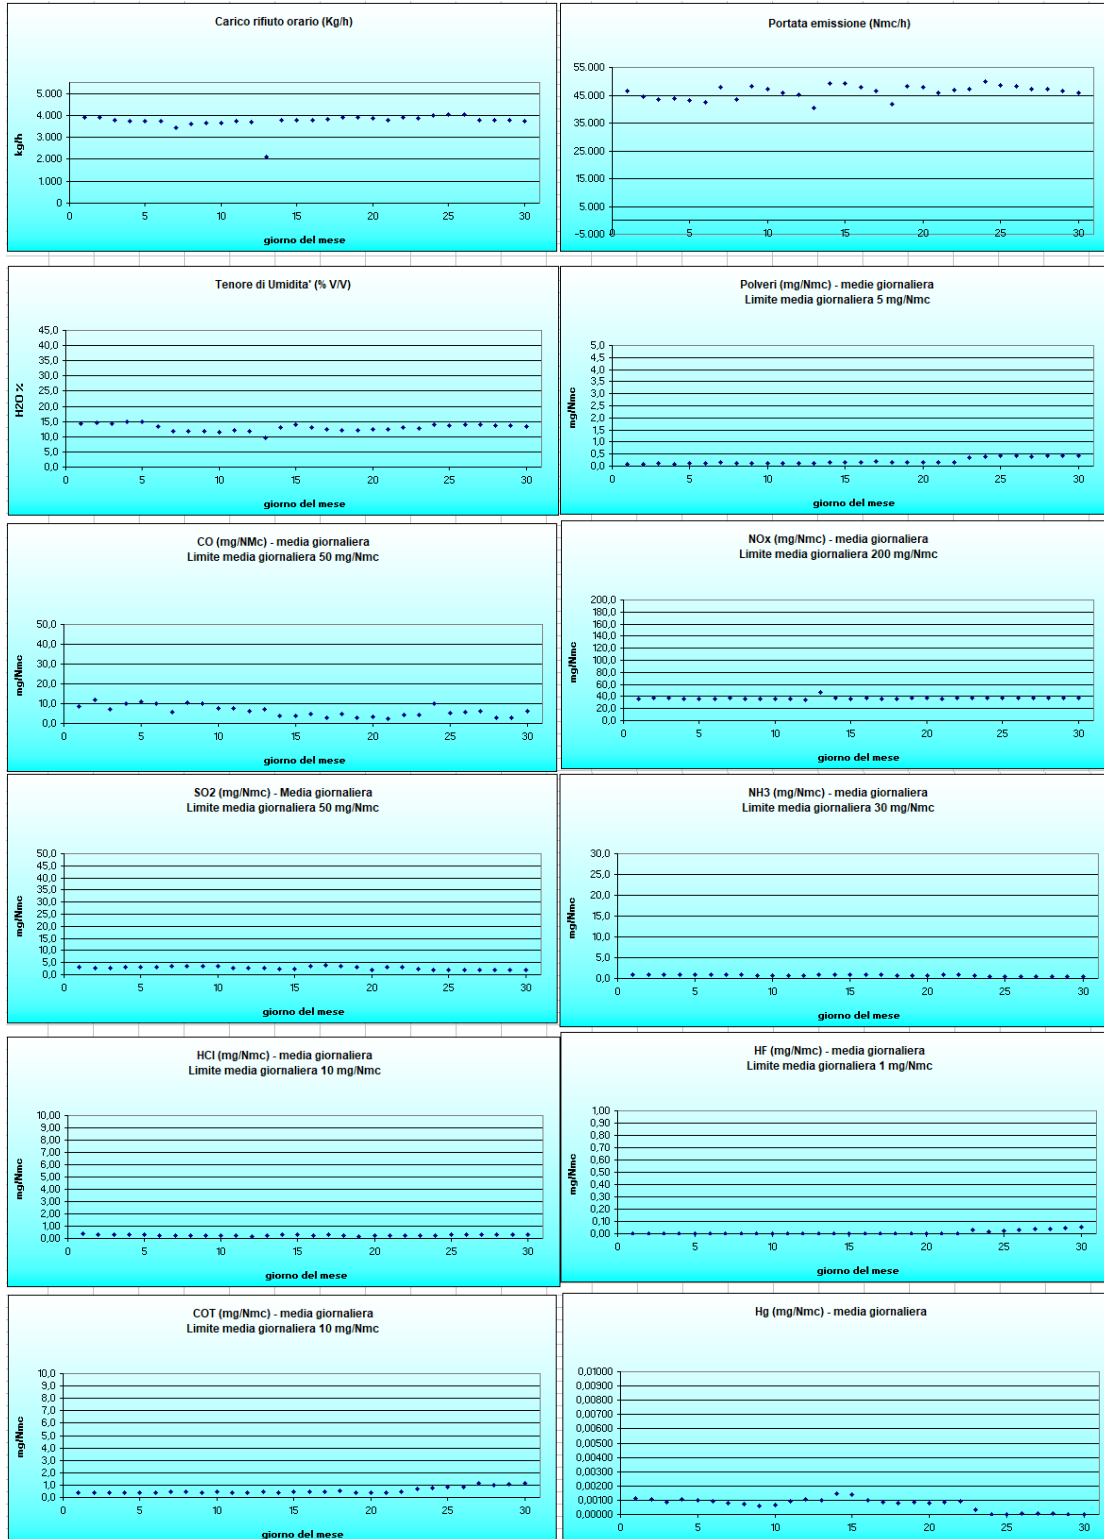 Carico rifiuto orario (Kg/h)
5.000
4.000
3.000
2.000
1.000
0
kg/h
0 5 10 15 20 25 30
giorno del mese
Portata emissione (Nmc/h)
55.000
45.000
35.000
25.000
15.000
5.000
-5.000
0 5 10 15 20 25 30
Tenore di Umidita' (% V/V)
45,0
40,0
35,0
30,0
25,0
20,0
15,0
10,0
5,0
0,0
H2O %
0 5 10 15 20 25 30
giorno del mese
Polveri (mg/Nmc) - medie giornaliera
Limite media giornaliera 5 mg/Nmc
5,0
4,5
4,0
3,5
3,0
2,5
2,0
1,5
1,0
0,5
0,0
mg/Nmc
0 5 10 15 20 25 30
giorno del mese
CO (mg/NMc) - media giornaliera
Limite media giornaliera 50 mg/Nmc
50,0
40,0
30,0
20,0
10,0
0,0
mg/Nmc
0 5 10 15 20 25 30
giorno del mese
NOx (mg/Nmc) - media giornaliera
Limite media giornaliera 200 mg/Nmc
200,0
180,0
160,0
140,0
120,0
100,0
80,0
60,0
40,0
20,0
0,0
mg/Nmc
0 5 10 15 20 25 30
giorno del mese
SO2 (mg/Nmc) - Media giornaliera
Limite media giornaliera 50 mg/Nmc
50,0
45,0
40,0
35,0
30,0
25,0
20,0
15,0
10,0
5,0
0,0
mg/Nmc
0 5 10 15 20 25 30
giorno del mese
NH3 (mg/Nmc) - media giornaliera
Limite media giornaliera 30 mg/Nmc
30,0
25,0
20,0
15,0
10,0
5,0
0,0
mg/Nmc
0 5 10 15 20 25 30
giorno del mese
HCl (mg/Nmc) - media giornaliera
Limite media giornaliera 10 mg/Nmc
10,00
9,00
8,00
7,00
6,00
5,00
4,00
3,00
2,00
1,00
0,00
mg/Nmc
0 5 10 15 20 25 30
giorno del mese
HF (mg/Nmc) - media giornaliera
Limite media giornaliera 1 mg/Nmc
1,00
0,90
0,80
0,70
0,60
0,50
0,40
0,30
0,20
0,10
0,00
mg/Nmc
0 5 10 15 20 25 30
giorno del mese
COT (mg/Nmc) - media giornaliera
Limite media giornaliera 10 mg/Nmc
10,0
9,0
8,0
7,0
6,0
5,0
4,0
3,0
2,0
1,0
0,0
mg/Nmc
0 5 10 15 20 25 30
giorno del mese
Hg (mg/Nmc) - media giornaliera
0,01000
0,00900
0,00800
0,00700
0,00600
0,00500
0,00400
0,00300
0,00200
0,00100
0,00000
mg/Nmc
0 5 10 15 20 25 30
giorno del mese